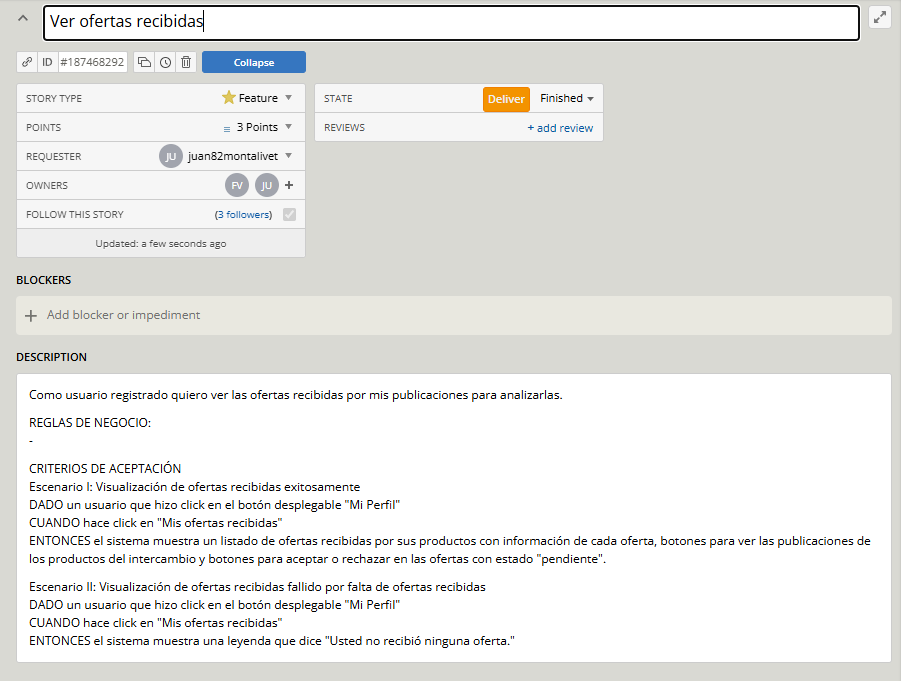 Ver ofertas recibidas
ID #187468292 Collapse
STORY TYPE Feature
POINTS 3 Points
REQUESTER JU juan82montalivet
OWNERS FV JU +
FOLLOW THIS STORY (3 followers)
Updated: a few seconds ago
STATE Deliver Finished
REVIEWS + add review
BLOCKERS
+ Add blocker or impediment
DESCRIPTION
Como usuario registrado quiero ver las ofertas recibidas por mis publicaciones para analizarlas.
REGLAS DE NEGOCIO:
-
CRITERIOS DE ACEPTACIÓN
Escenario I: Visualización de ofertas recibidas exitosamente
DADO un usuario que hizo click en el botón desplegable "Mi Perfil"
CUANDO hace click en "Mis ofertas recibidas"
ENTONCES el sistema muestra un listado de ofertas recibidas por sus productos con información de cada oferta, botones para ver las publicaciones de
los productos del intercambio y botones para aceptar o rechazar en las ofertas con estado "pendiente".
Escenario II: Visualización de ofertas recibidas fallido por falta de ofertas recibidas
DADO un usuario que hizo click en el botón desplegable "Mi Perfil"
CUANDO hace click en "Mis ofertas recibidas"
ENTONCES el sistema muestra una leyenda que dice "Usted no recibió ninguna oferta."